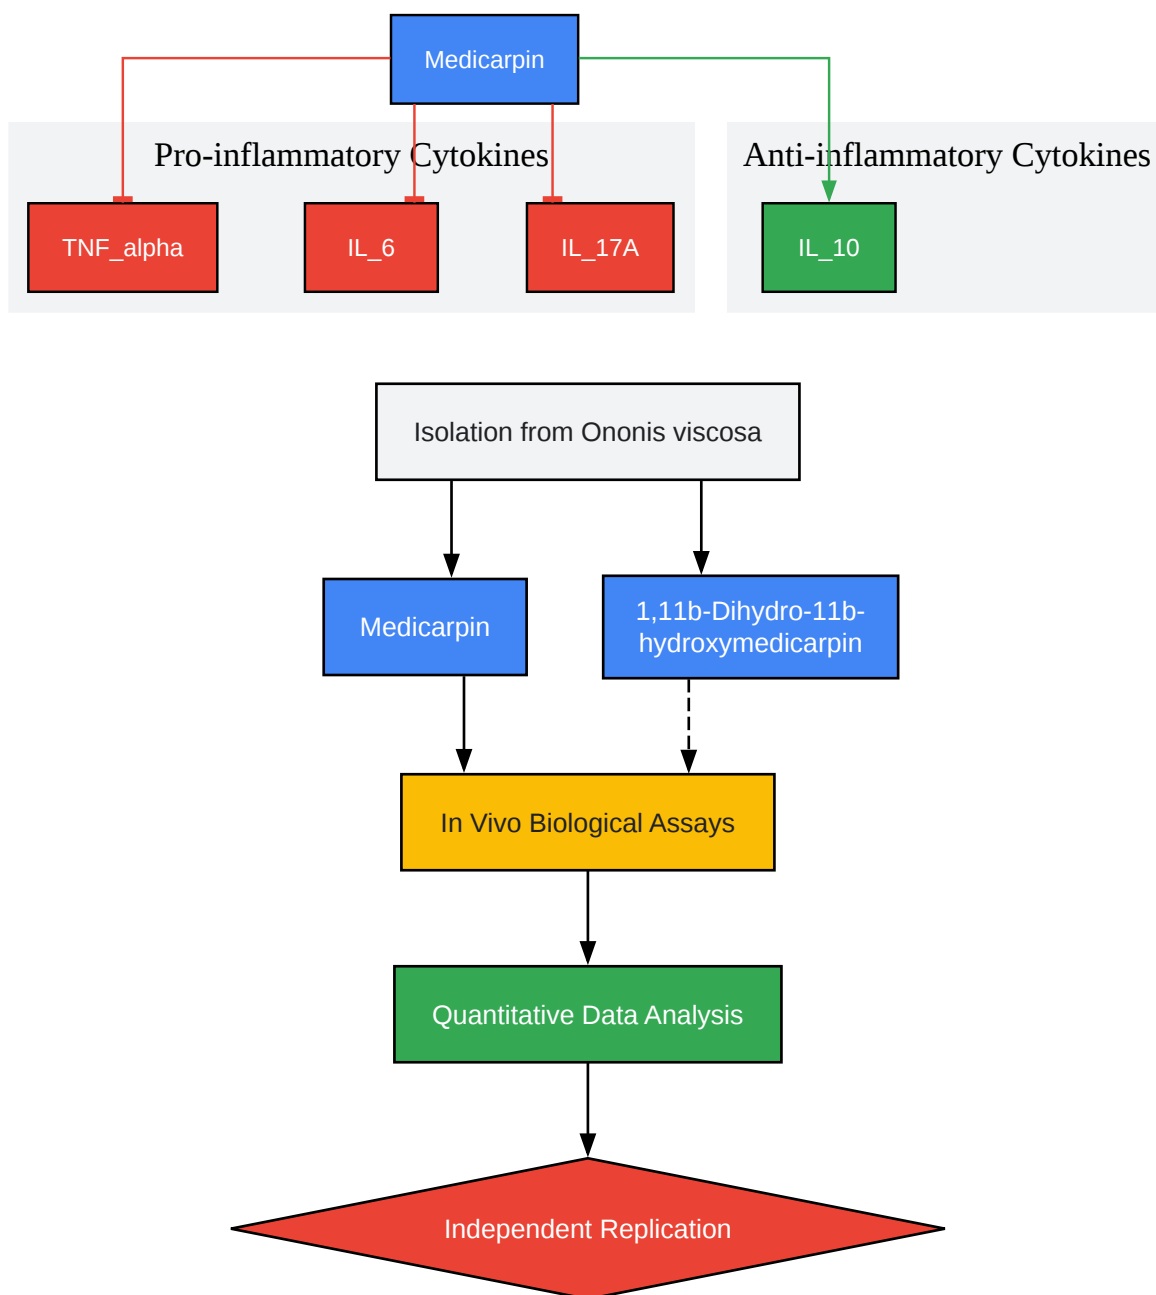 Medicarpin
Pro-inflammatory Cytokines
Anti-inflammatory Cytokines
TNF_alpha
IL_6
IL_17A
IL_10
Isolation from Ononis viscosa
Medicarpin
1,11b-Dihydro-11b-
hydroxymedicarpin
In Vivo Biological Assays
Quantitative Data Analysis
Independent Replication